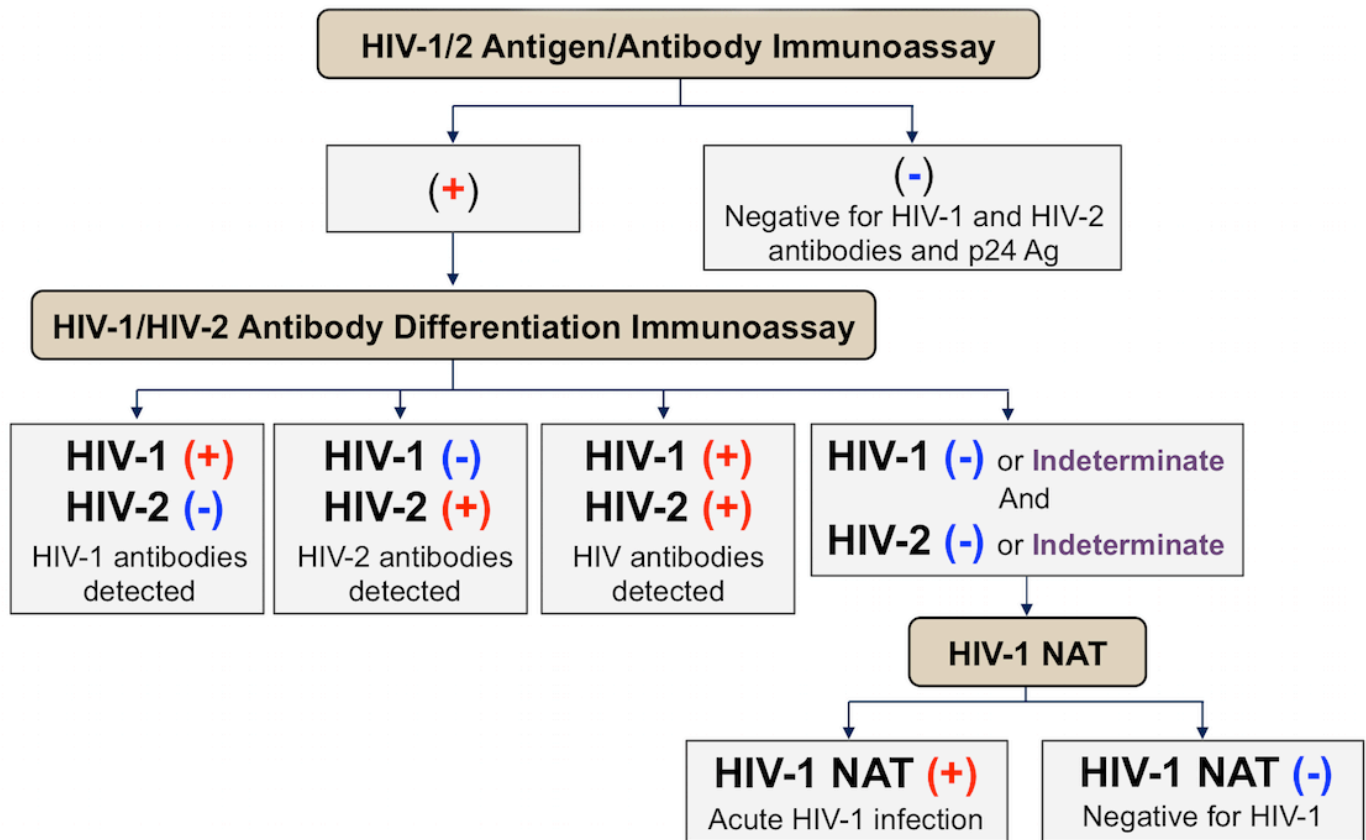 HIV-1/2 Antigen/Antibody Immunoassay
(+)
(-)
Negative for HIV-1 and HIV-2
antibodies and p24 Ag
HIV-1/HIV-2 Antibody Differentiation Immunoassay
HIV-1 (+)
HIV-2 (-)
HIV-1 antibodies
detected
HIV-1 (-)
HIV-2 (+)
HIV-2 antibodies
detected
HIV-1 (+)
HIV-2 (+)
HIV antibodies
detected
HIV-1 (-) or Indeterminate
And
HIV-2 (-) or Indeterminate
HIV-1 NAT
HIV-1 NAT (+)
Acute HIV-1 infection
HIV-1 NAT (-)
Negative for HIV-1